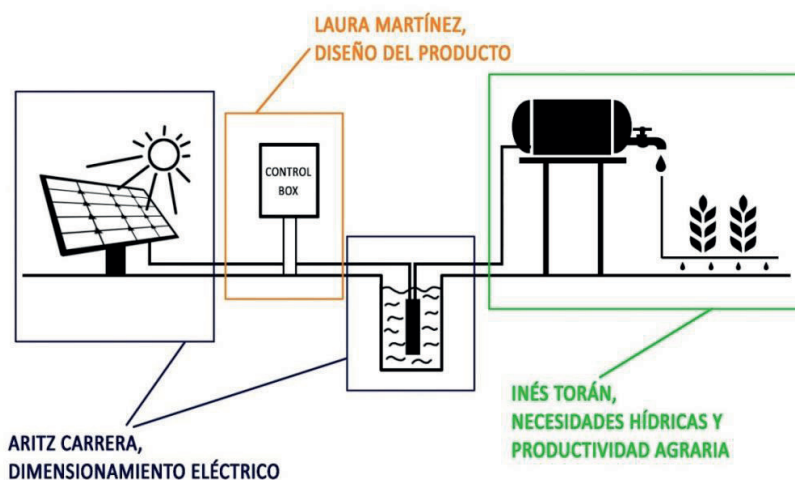 LAURA MARTÍNEZ,
DISEÑO DEL PRODUCTO
CONTROL
BOX
INÉS TORÁN,
NECESIDADES HÍDRICAS Y
PRODUCTIVIDAD AGRARIA
ARITZ CARRERA,
DIMENSIONAMIENTO ELÉCTRICO